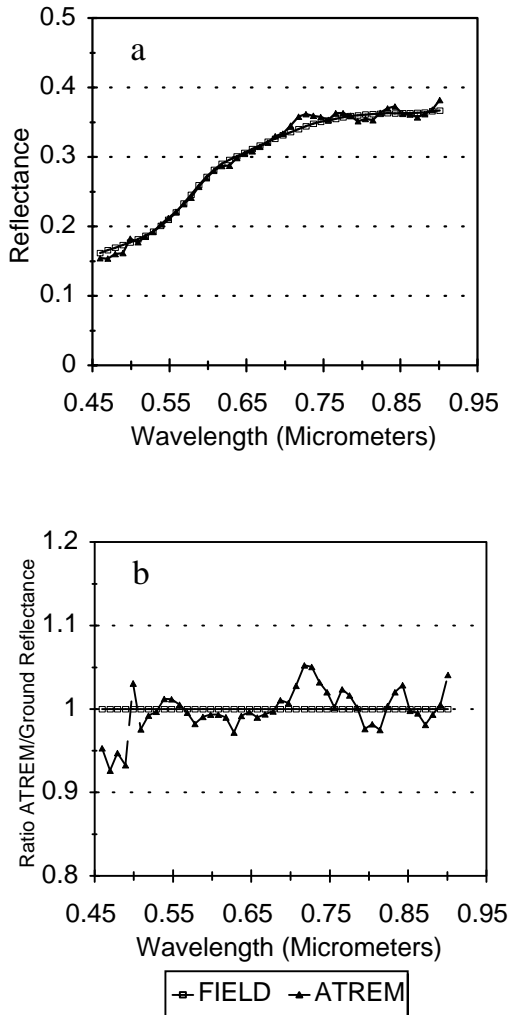 a
0.5
0.4
0.3
0.2
0.1
0
Reflectance
0.45 0.55 0.65 0.75 0.85 0.95
Wavelength (Micrometers)
b
1.2
1.1
1
0.9
0.8
Ratio ATREM/Ground Reflectance
0.45 0.55 0.65 0.75 0.85 0.95
Wavelength (Micrometers)
FIELD ATREM